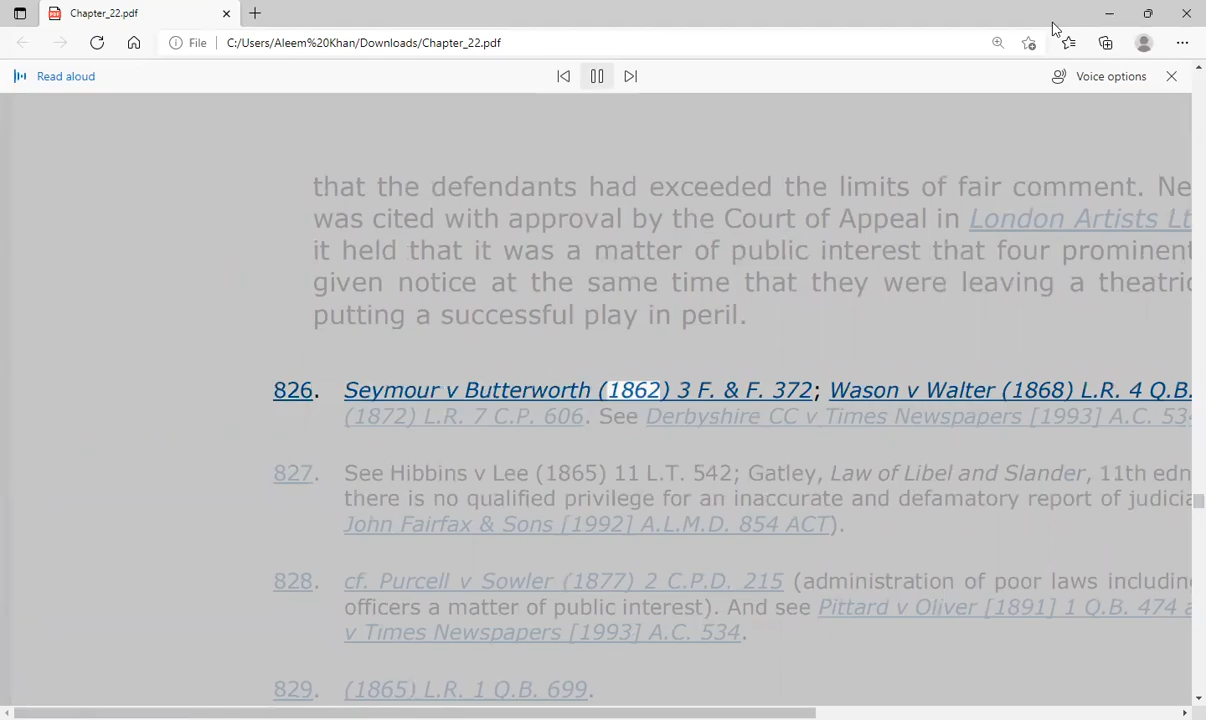 Chapter_22.pdf
File
C:/Users/Aleem%20Khan/Downloads/Chapter_22.pdf
Read aloud
Voice options
that the defendants had exceeded the limits of fair comment. Ne
was cited with approval by the Court of Appeal in London Artists Lt
it held that it was a matter of public interest that four prominent
given notice at the same time that they were leaving a theatric
putting a successful play in peril.
826. Seymour v Butterworth (1862) 3 F. & F. 372; Wason v Walter (1868) L.R. 4 Q.B.
(1872) L.R. 7 C.P. 606. See Derbyshire CC v Times Newspapers [1993] A.C. 534
827. See Hibbins v Lee (1865) 11 L.T. 542; Gatley, Law of Libel and Slander, 11th edn
there is no qualified privilege for an inaccurate and defamatory report of judicia
John Fairfax & Sons [1992] A.L.M.D. 854 ACT).
828. cf. Purcell v Sowler (1877) 2 C.P.D. 215 (administration of poor laws includin
officers a matter of public interest). And see Pittard v Oliver [1891] 1 Q.B. 474 a
v Times Newspapers [1993] A.C. 534.
829. (1865) L.R. 1 Q.B. 699.